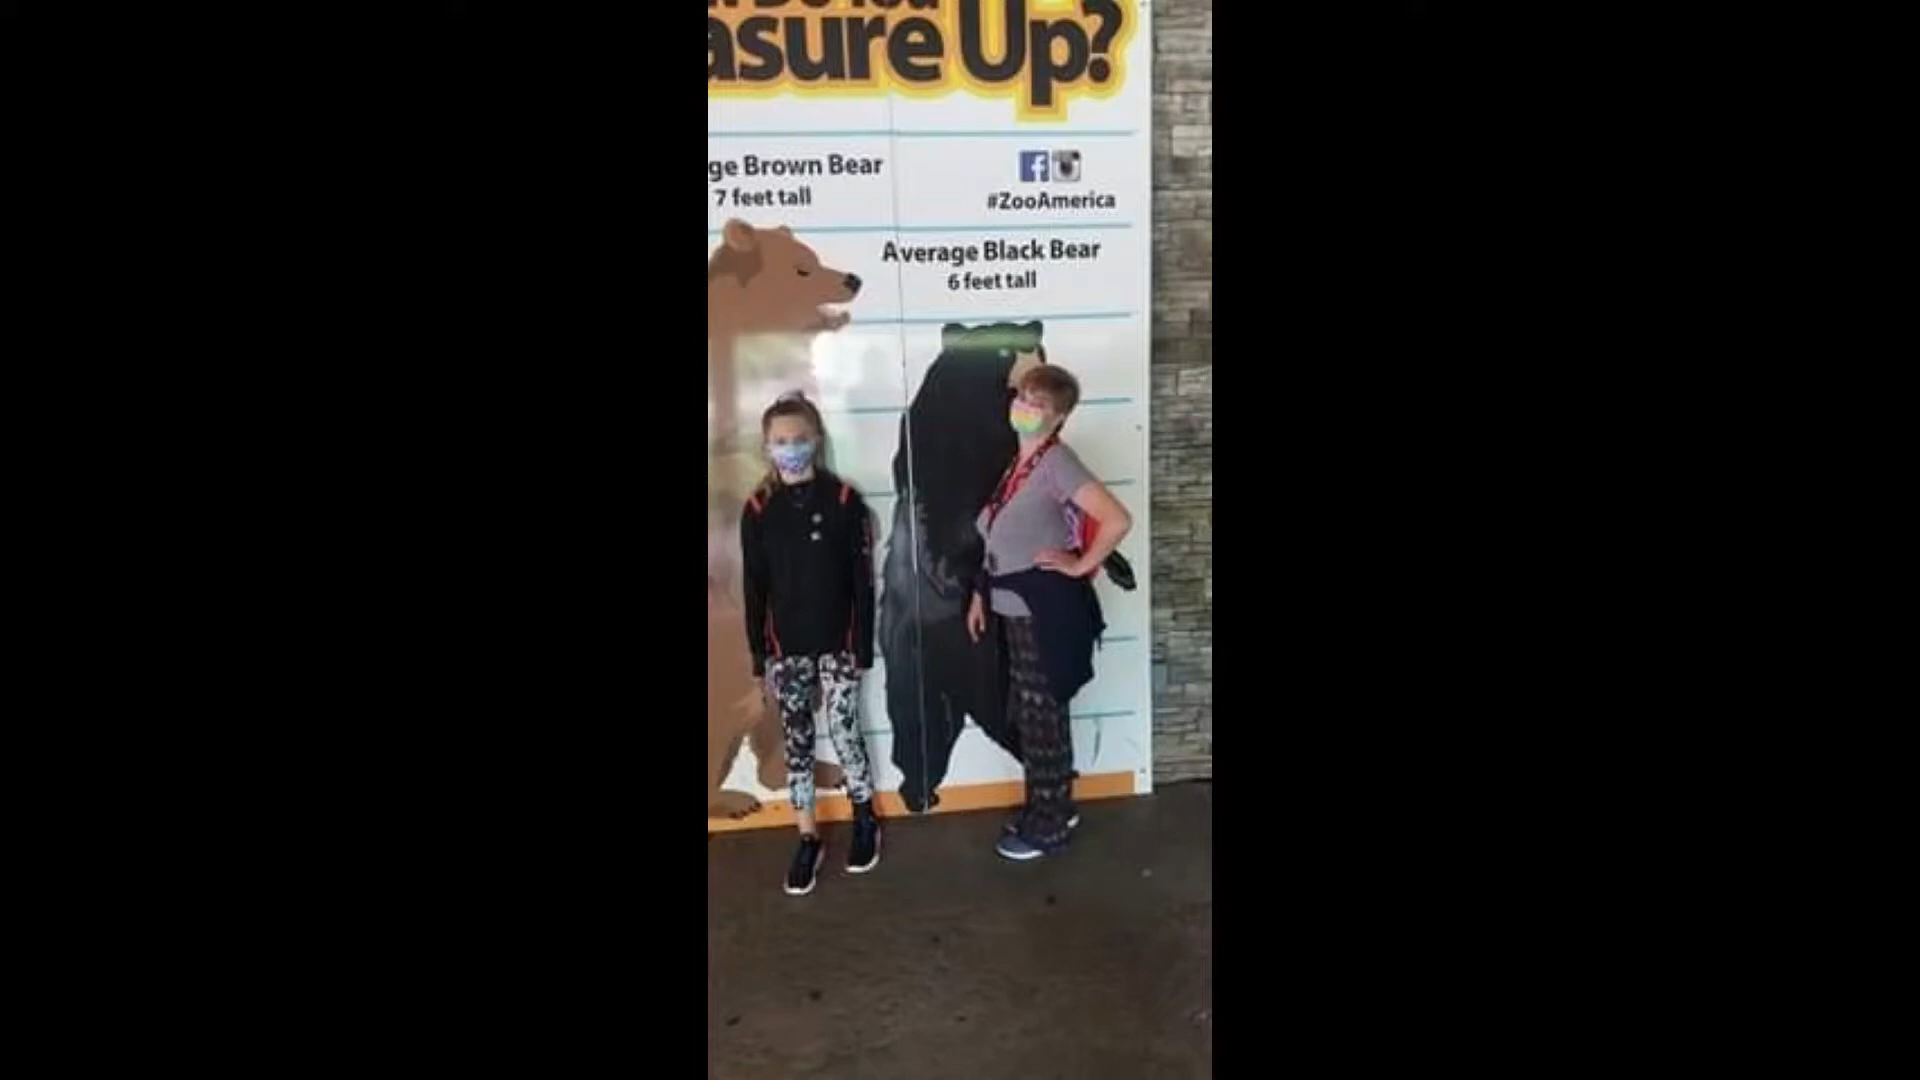 asure Up?
ge Brown Bear
7 feet tall
#ZooAmerica
Average Black Bear
6 feet tall